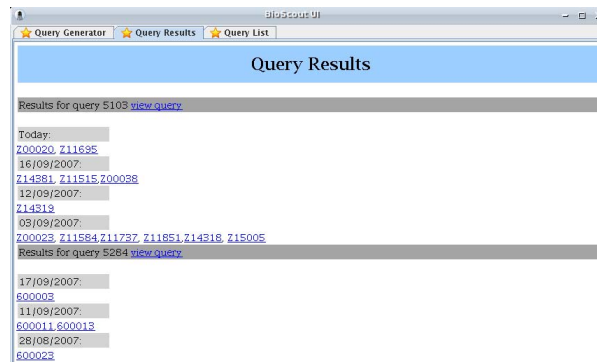 BioScout UI
Query Generator Query Results Query List
Query Results
Results for query 5103 view query
Today:
Z00020, Z11695
16/09/2007:
Z14381, Z11515,Z00038
12/09/2007:
Z14319
03/09/2007:
Z00023, Z11584,Z11737, Z11851,Z14318, Z15005
Results for query 5284 view query
17/09/2007:
600003
11/09/2007:
600011,600013
28/08/2007:
600023